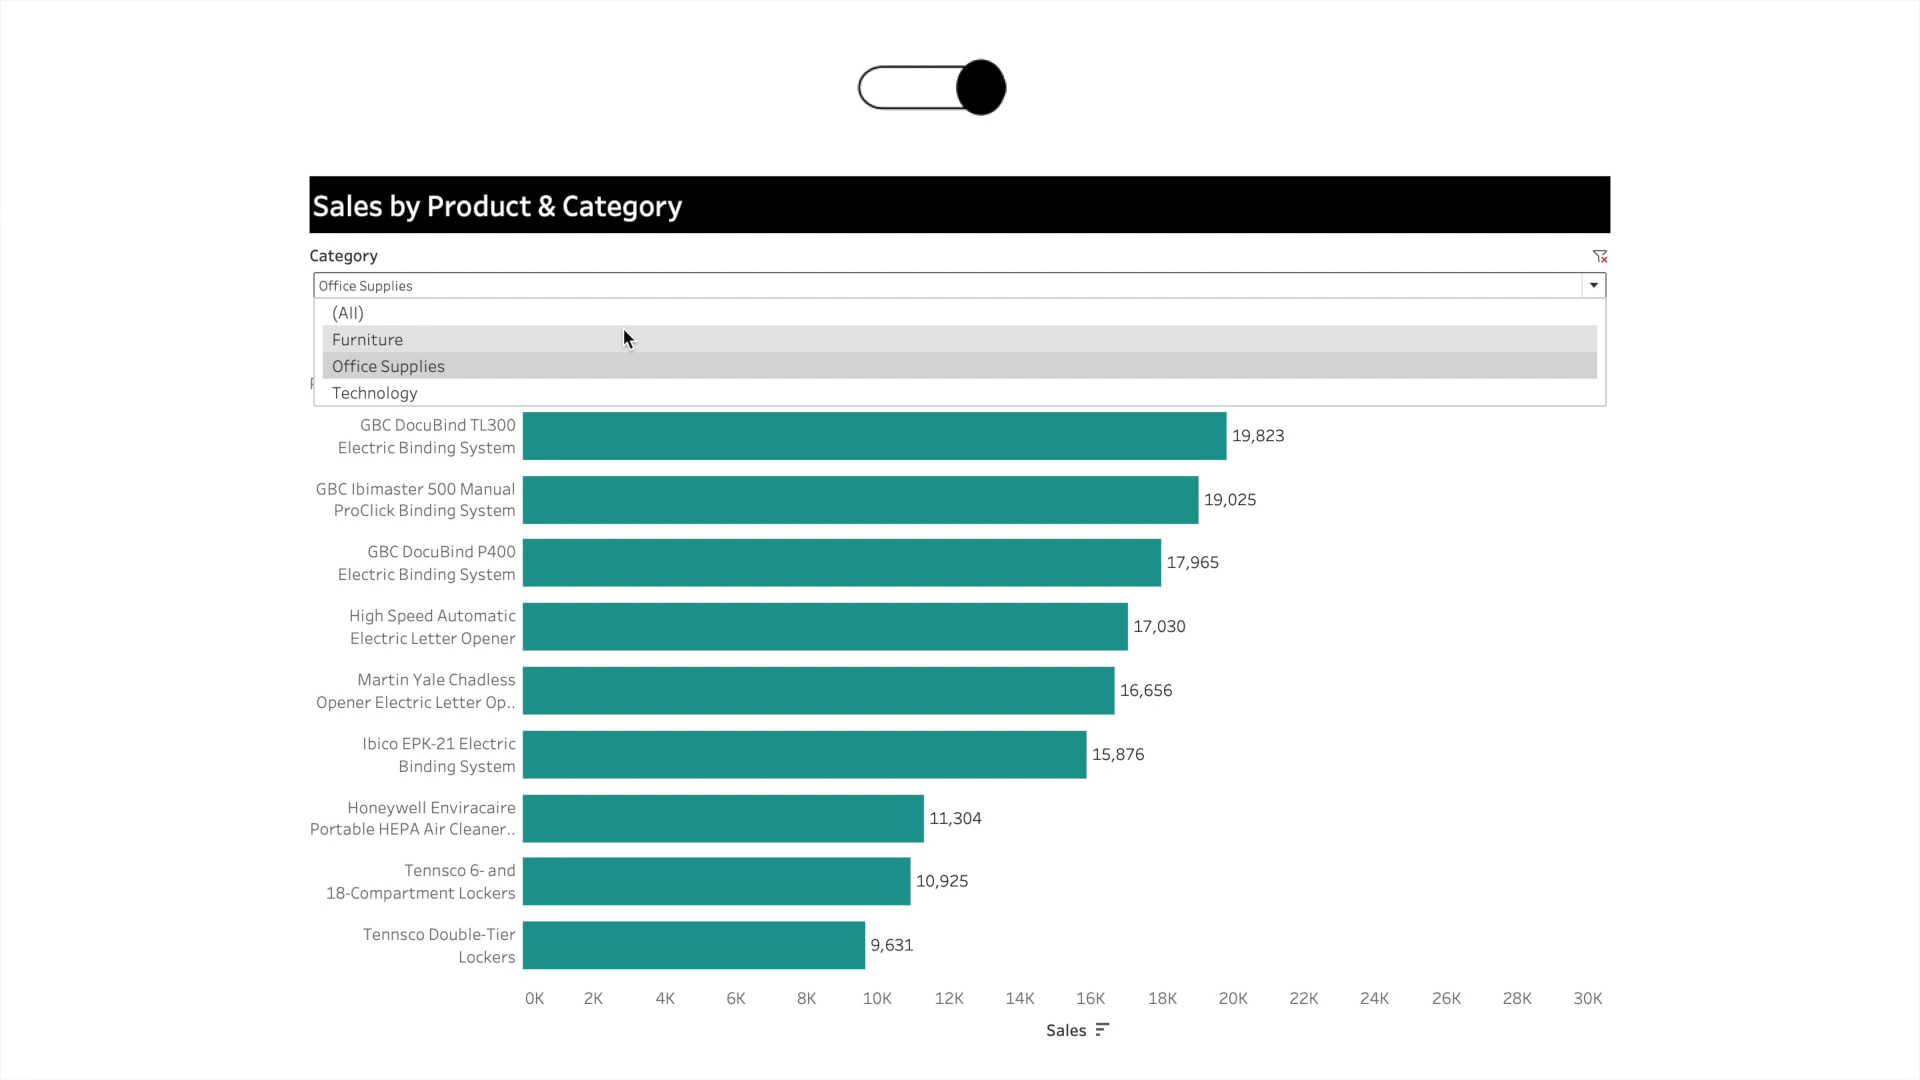 Sales by Product & Category
Category
Office Supplies
(All)
Furniture
Office Supplies
Technology
GBC DocuBind TL300
Electric Binding System
19,823
GBC Ibimaster 500 Manual
ProClick Binding System
19,025
GBC DocuBind P400
Electric Binding System
17,965
High Speed Automatic
Electric Letter Opener
17,030
Martin Yale Chadless
Opener Electric Letter Op..
16,656
Ibico EPK-21 Electric
Binding System
15,876
Honeywell Enviracaire
Portable HEPA Air Cleaner..
11,304
Tennsco 6- and
18-Compartment Lockers
10,925
Tennsco Double-Tier
Lockers
9,631
0K 2K 4K 6K 8K 10K 12K 14K 16K 18K 20K 22K 24K 26K 28K 30K
Sales